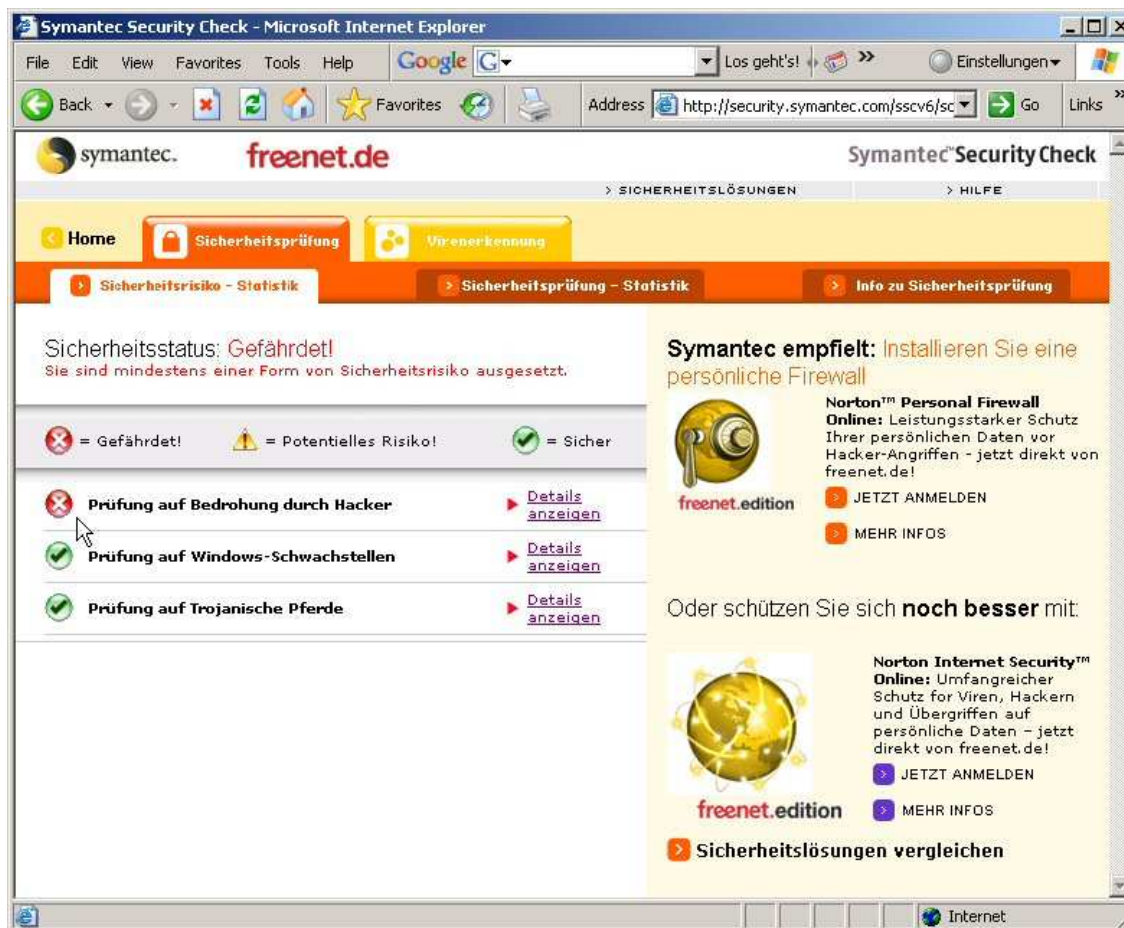 Symantec Security Check - Microsoft Internet Explorer
File Edit View Favorites Tools Help Google G Los geht's! » Einstellungen
Back Favorites Address http://security.symantec.com/sscv6/sc Go Links »
symantec. freenet.de Symantec™ Security Check
> SICHERHEITSLÖSUNGEN > HILFE
Home Sicherheitsprüfung Virenerkennung
Sicherheitsrisiko - Statistik Sicherheitsprüfung - Statistik Info zu Sicherheitsprüfung
Sicherheitsstatus: Gefährdet!
Sie sind mindestens einer Form von Sicherheitsrisiko ausgesetzt.
= Gefährdet! = Potentielles Risiko! = Sicher
Prüfung auf Bedrohung durch Hacker Details
anzeigen
Prüfung auf Windows-Schwachstellen Details
anzeigen
Prüfung auf Trojanische Pferde Details
anzeigen
Symantec empfielt: Installieren Sie eine
persönliche Firewall
Norton™ Personal Firewall
Online: Leistungsstarker Schutz
Ihrer persönlichen Daten vor
Hacker-Angriffen - jetzt direkt von
freenet.de!
freenet.edition
JETZT ANMELDEN
MEHR INFOS
Oder schützen Sie sich noch besser mit:
Norton Internet Security™
Online: Umfangreicher
Schutz for Viren, Hackern
und Übergriffen auf
persönliche Daten - jetzt
direkt von freenet.de!
JETZT ANMELDEN
freenet.edition
MEHR INFOS
Sicherheitslösungen vergleichen
Internet